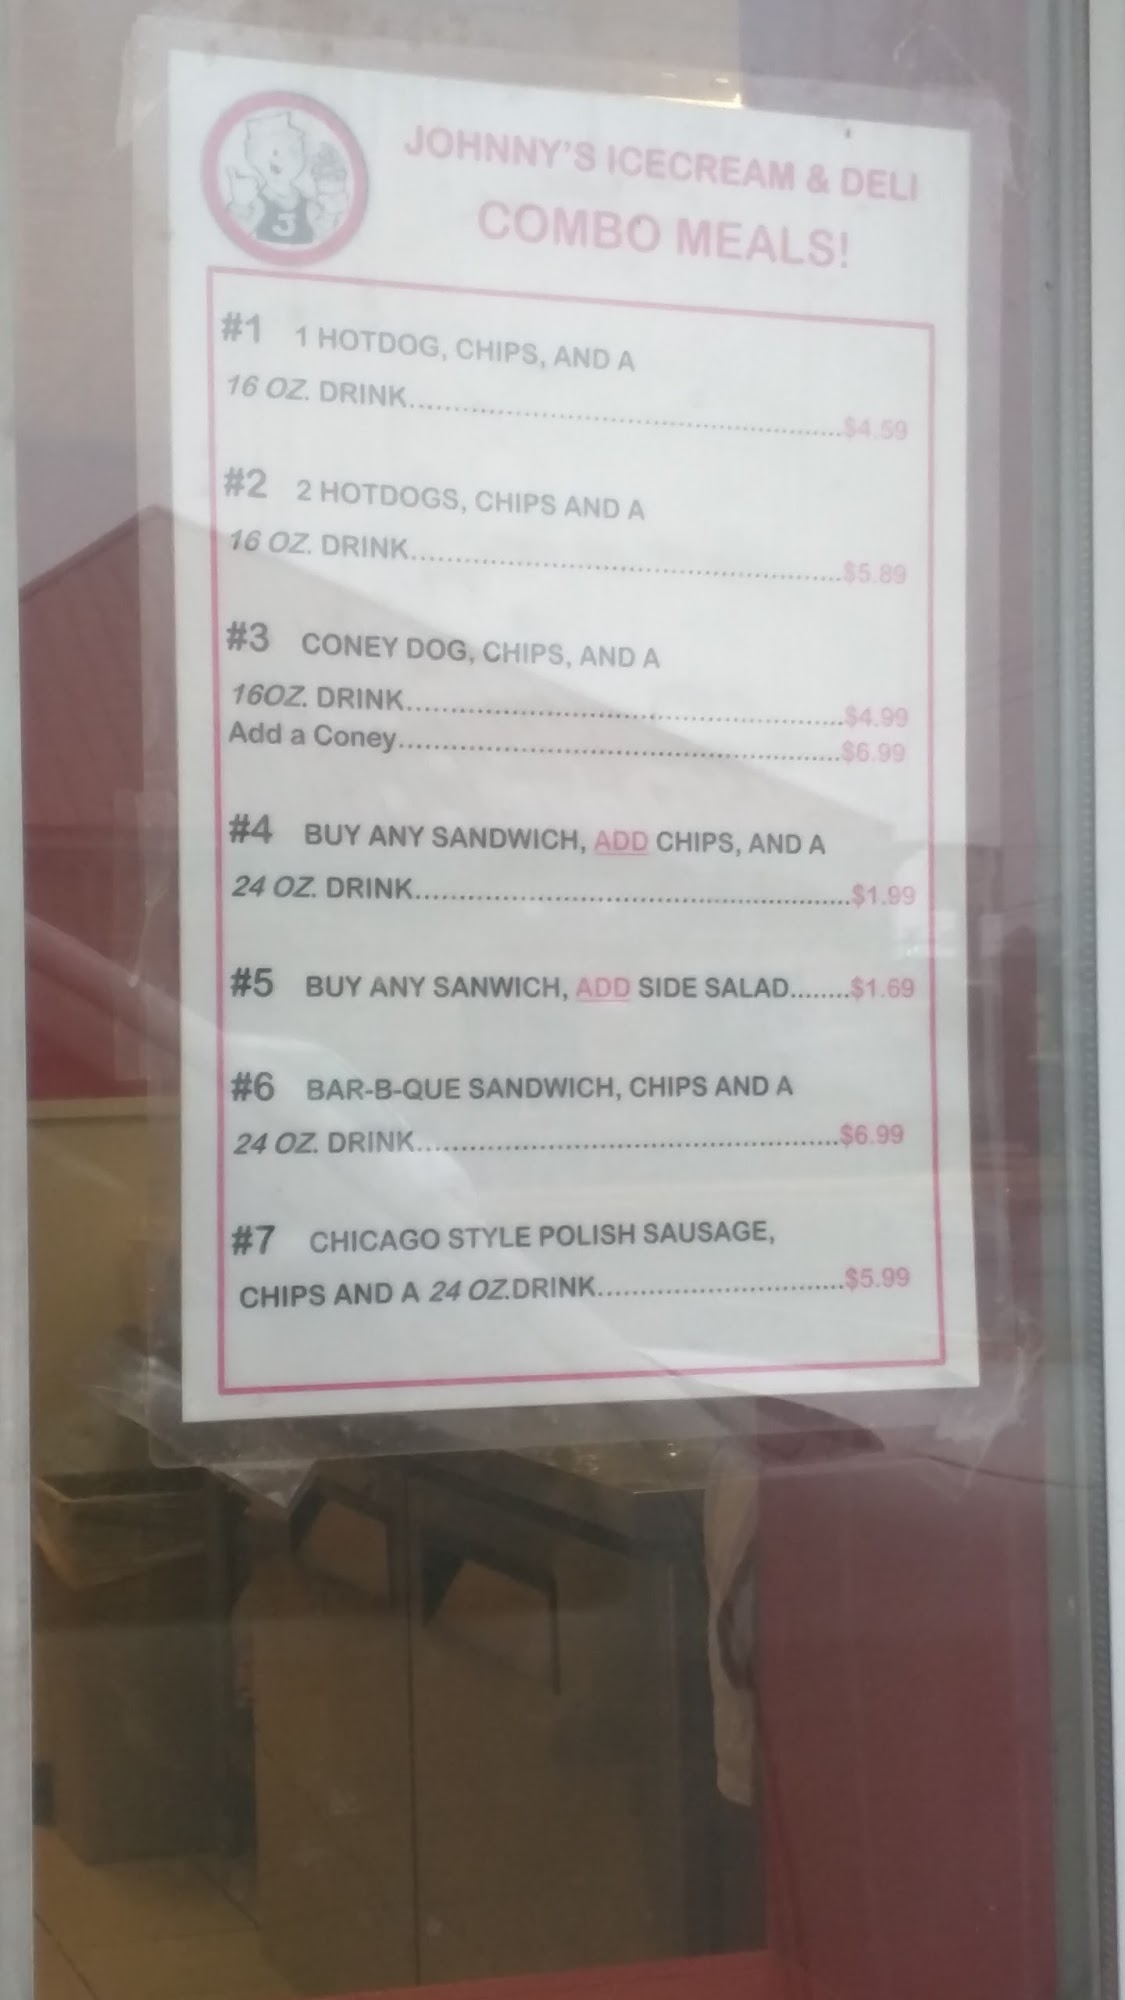 J
JOHNNY'S ICECREAM & DELI
COMBO MEALS!
#1 1 HOTDOG, CHIPS, AND A
16 OZ. DRINK..........$4.59
#2 2 HOTDOGS, CHIPS AND A
16 OZ. DRINK..........$5.89
#3 CONEY DOG, CHIPS, AND A
16OZ. DRINK..........$4.99
Add a Coney..........$6.99
#4 BUY ANY SANDWICH, ADD CHIPS, AND A
24 OZ. DRINK..........$1.99
#5 BUY ANY SANWICH, ADD SIDE SALAD........$1.69
#6 BAR-B-QUE SANDWICH, CHIPS AND A
24 OZ. DRINK..........$6.99
#7 CHICAGO STYLE POLISH SAUSAGE,
CHIPS AND A 24 OZ.DRINK..........$5.99